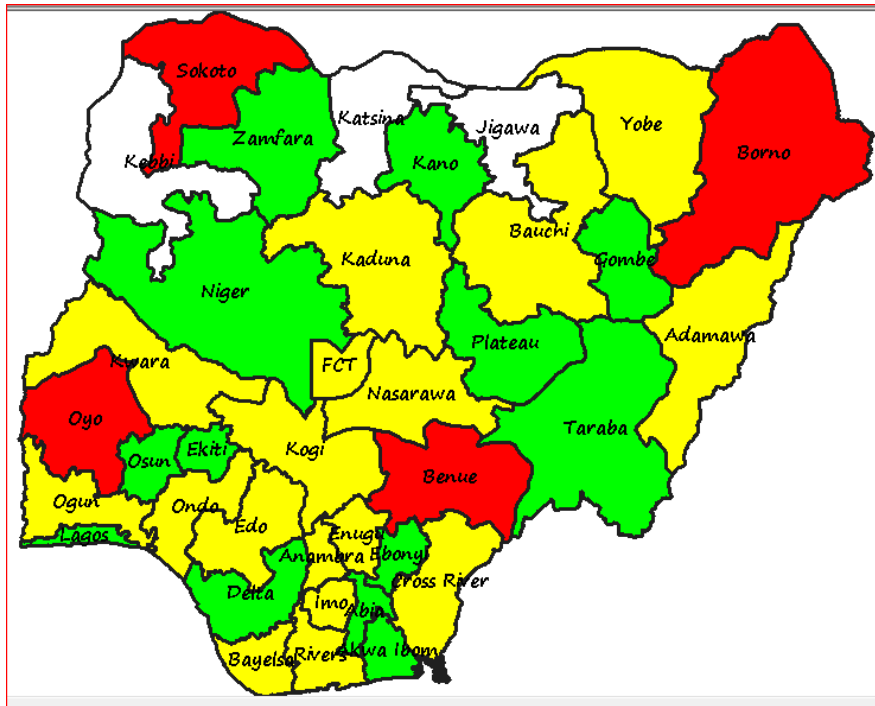 Sokoto
Katsina
Jigawa
Yobe
Zamfara
Kebbi
Kano
Borno
Bauchi
Kaduna
Gombe
Niger
Adamawa
Plateau
Kwara
FCT
Nasarawa
Oyo
Taraba
Osun
Ekiti
Kogi
Benue
Ogun
Ondo
Edo
Lagos
Enugu
Anambra
Ebony
Cross River
Delta
Imo
Abia
Bayelsa
Rivers
Akwa Ibom